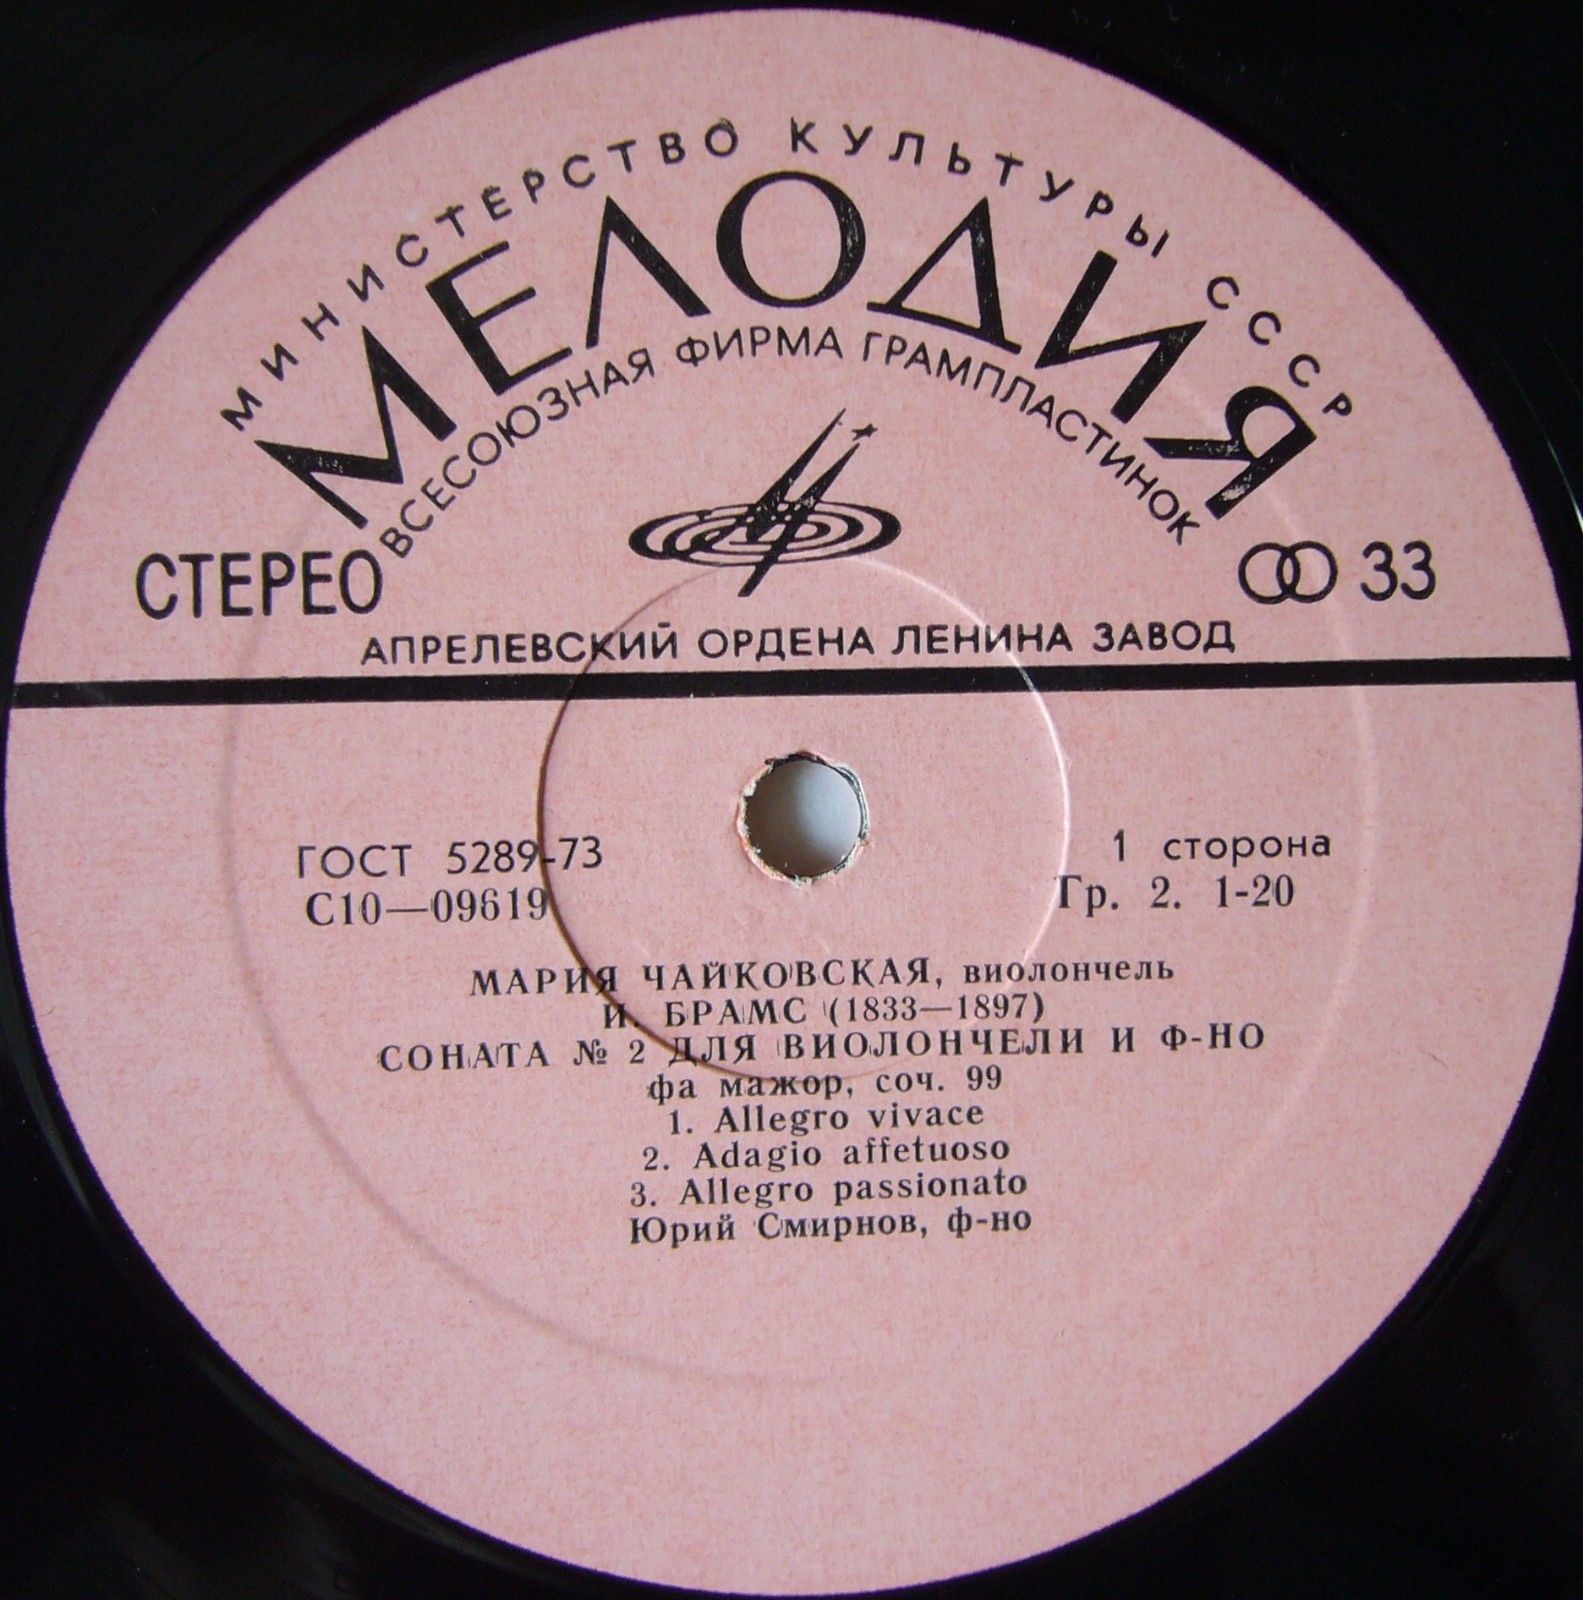 МИНИСТЕРСТВО КУЛЬТУРЫ СССР
МЕЛОДИЯ
ВСЕСОЮЗНАЯ ФИРМА ГРАМПЛАСТИНОК
СТЕРЕО
33
АПРЕЛЕВСКИЙ ОРДЕНА ЛЕНИНА ЗАВОД
ГОСТ 5289-73
1 сторона
С10—09619
Гр. 2. 1-20
МАРИЯ ЧАЙКОВСКАЯ, виолончель
И. БРАМС (1833—1897)
СОНАТА № 2 ДЛЯ ВИОЛОНЧЕЛИ И Ф-НО
фа мажор, соч. 99
1. Allegro vivace
2. Adagio affetuoso
3. Allegro passionato
Юрий Смирнов, ф-но